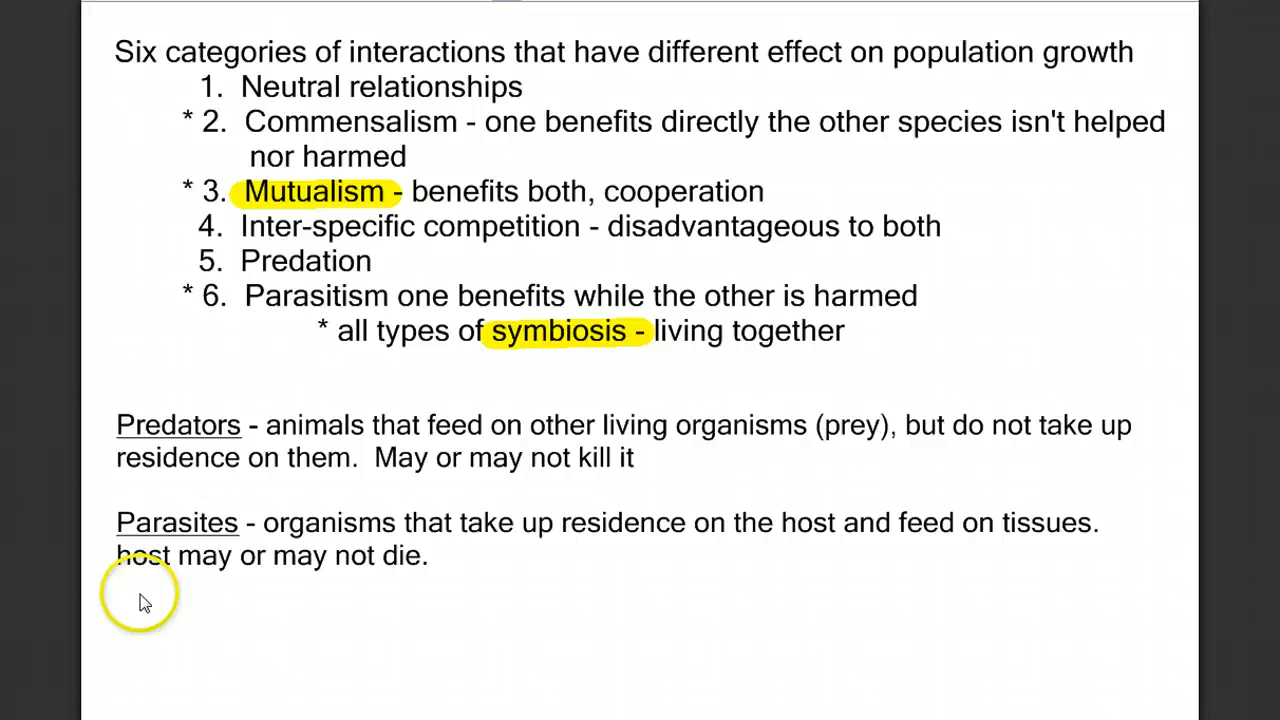 Six categories of interactions that have different effect on population growth
1. Neutral relationships
* 2. Commensalism - one benefits directly the other species isn't helped
nor harmed
* 3. Mutualism - benefits both, cooperation
4. Inter-specific competition - disadvantageous to both
5. Predation
* 6. Parasitism one benefits while the other is harmed
* all types of symbiosis - living together
Predators - animals that feed on other living organisms (prey), but do not take up
residence on them. May or may not kill it
Parasites - organisms that take up residence on the host and feed on tissues.
host may or may not die.